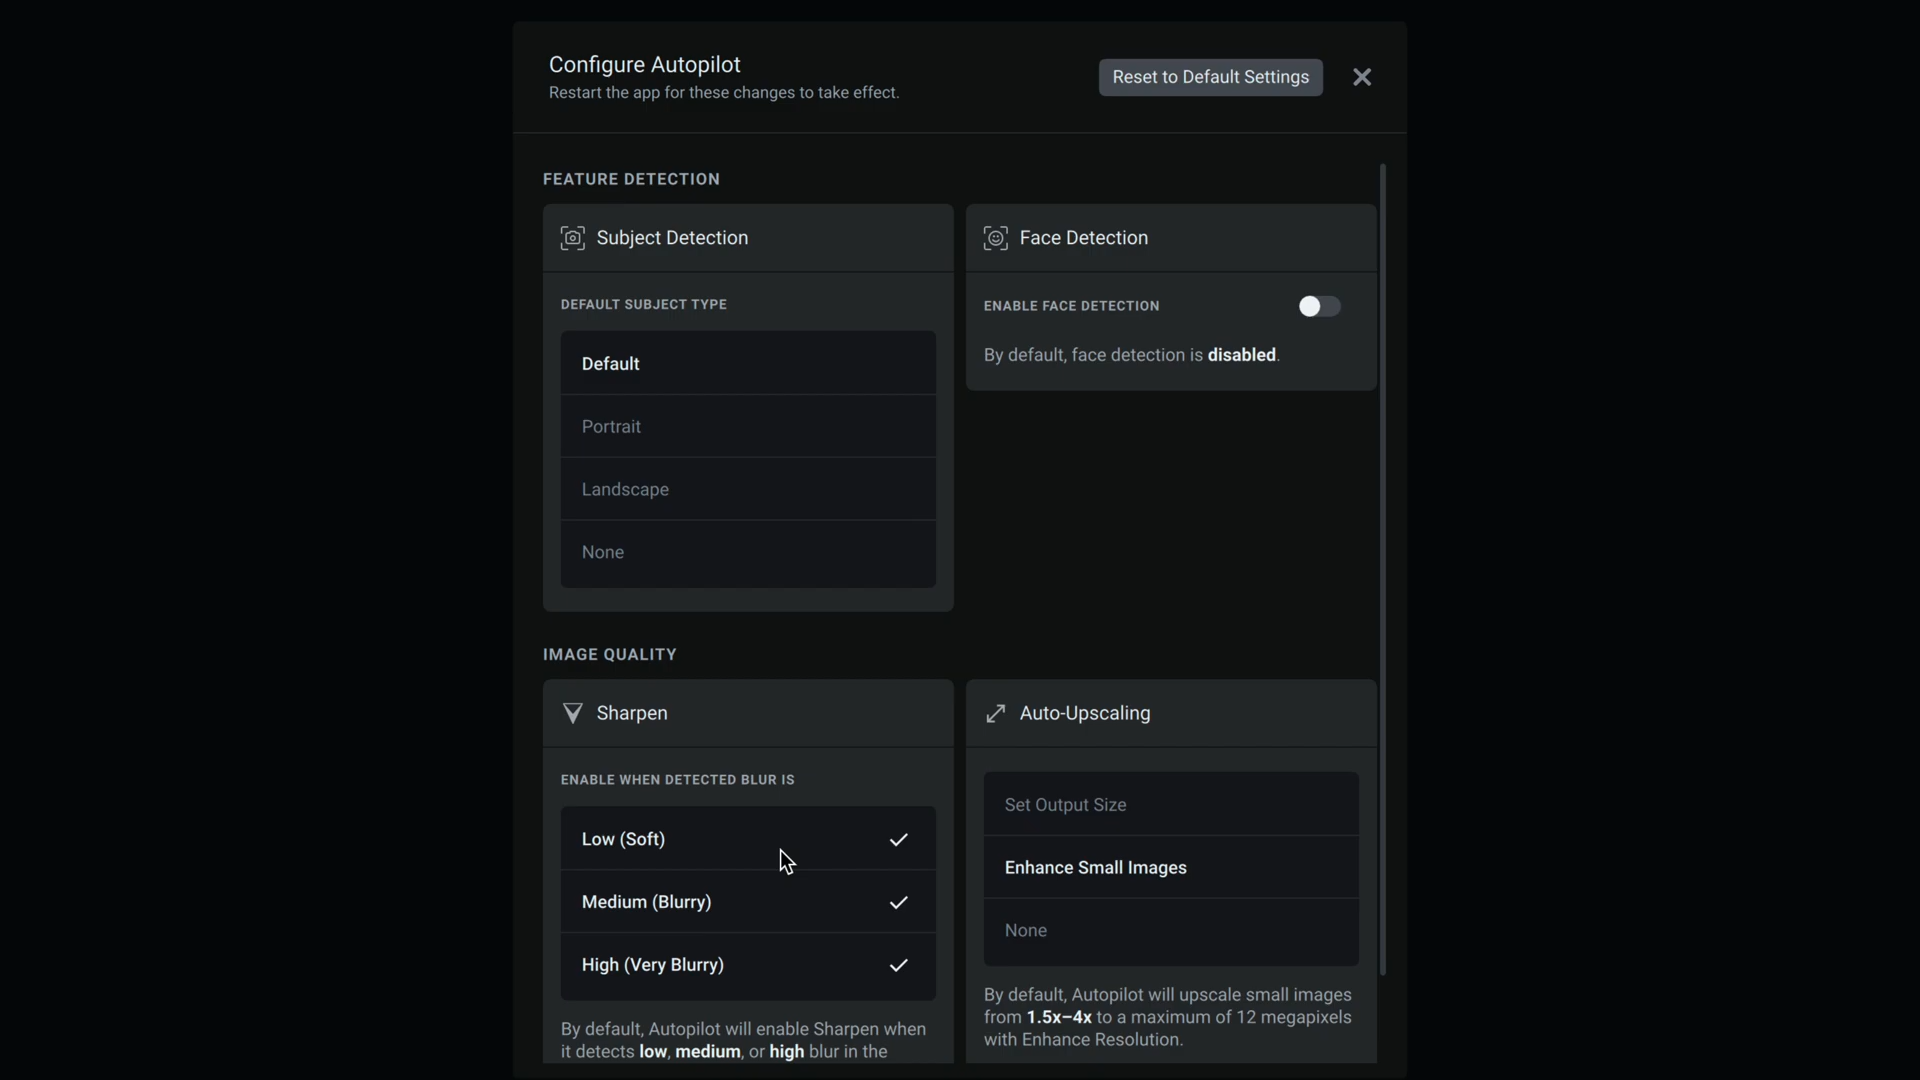 Configure Autopilot
Restart the app for these changes to take effect.
Reset to Default Settings
FEATURE DETECTION
Subject Detection
DEFAULT SUBJECT TYPE
Default
Portrait
Landscape
None
Face Detection
ENABLE FACE DETECTION
By default, face detection is disabled.
IMAGE QUALITY
Sharpen
ENABLE WHEN DETECTED BLUR IS
Low (Soft)
Medium (Blurry)
High (Very Blurry)
By default, Autopilot will enable Sharpen when
it detects low, medium, or high blur in the
Auto-Upscaling
Set Output Size
Enhance Small Images
None
By default, Autopilot will upscale small images
from 1.5x–4x to a maximum of 12 megapixels
with Enhance Resolution.